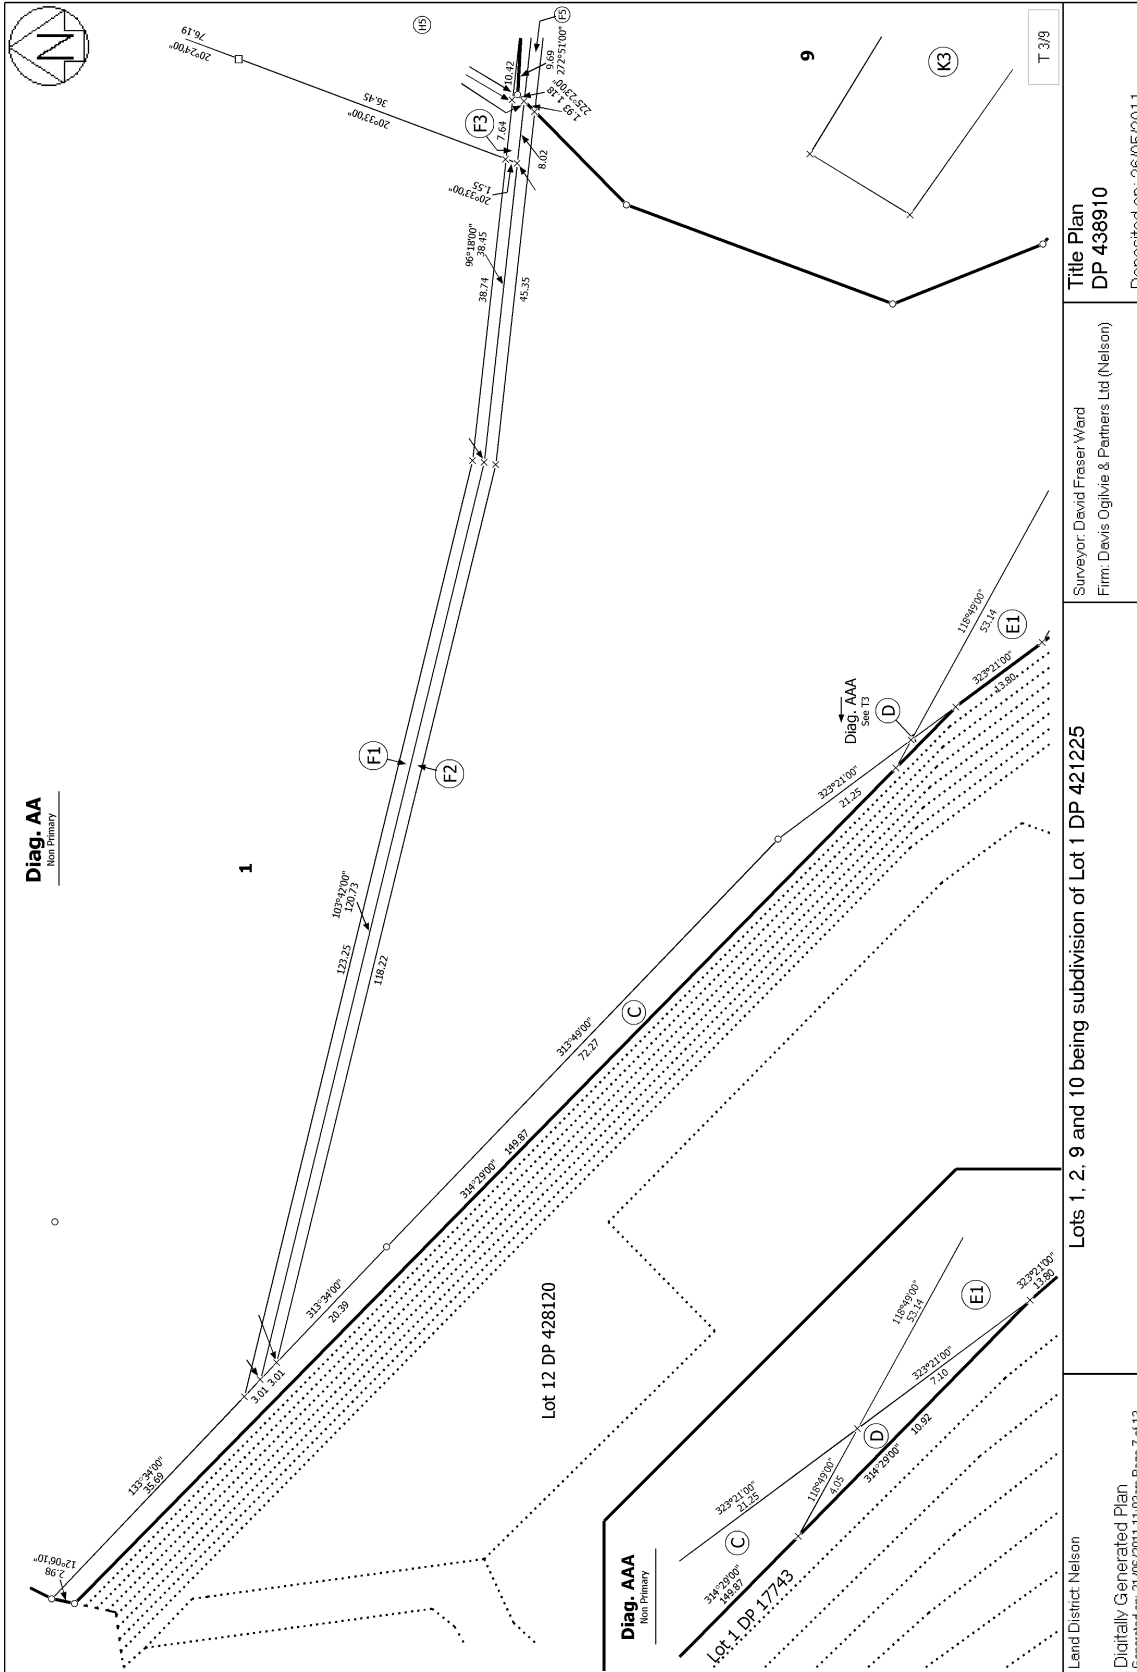 Diag. AA
Non Primary
76.19
20°24'00"
H5
36.45
20°33'00"
F3
10.42
9.69
272°51'00"
F5
225°23'00"
1.18
1.93
7.64
8.02
20°33'00"
1.55
96°18'00"
38.45
38.74
45.35
9
K3
T 3/9
1
F1
F2
103°42'00"
120.73
123.25
118.22
Diag. AAA
See T3
D
118°49'00"
53.14
E1
323°21'00"
13.80
323°21'00"
21.25
C
313°49'00"
72.27
314°29'00"
149.87
313°34'00"
20.39
3.01
3.01
133°34'00"
35.69
12°06'10"
2.98
Lot 12 DP 428120
Diag. AAA
Non Primary
C
323°21'00"
21.25
118°49'00"
4.05
D
118°49'00"
53.14
E1
323°21'00"
7.10
323°21'00"
13.80
314°29'00"
10.92
314°29'00"
149.87
Lot 1 DP 17743
Land District: Nelson
Digitally Generated Plan
Lots 1, 2, 9 and 10 being subdivision of Lot 1 DP 421225
Surveyor: David Fraser Ward
Firm: Davis Ogilvie & Partners Ltd (Nelson)
Title Plan
DP 438910
Deposited on: 26/05/2011